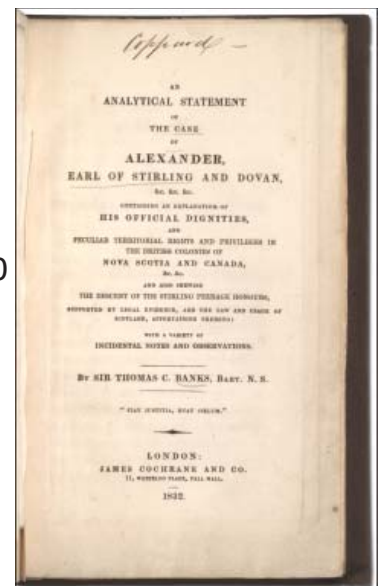 Coppard —
AN
ANALYTICAL STATEMENT
OF
THE CASE
OF
ALEXANDER,
EARL OF STIRLING AND DOVAN,
&c. &c. &c.
CONTAINING AN EXPLANATION OF
HIS OFFICIAL DIGNITIES,
AND
PECULIAR TERRITORIAL RIGHTS AND PRIVILEGES IN
THE BRITISH COLONIES OF
NOVA SCOTIA AND CANADA,
&c. &c.
AND ALSO SHEWING
THE DESCENT OF THE STIRLING PEERAGE HONOURS,
SUPPORTED BY LEGAL EVIDENCE, AND THE LAW AND USAGE OF
SCOTLAND, APPERTAINING THEREUNTO:
WITH A VARIETY OF
INCIDENTAL NOTES AND OBSERVATIONS.
BY SIR THOMAS C. BANKS, BART. N. S.
"FIAT JUSTITIA, RUAT COELUM."
LONDON:
JAMES COCHRANE AND CO.
11, WATERLOO PLACE, PALL MALL.
1832.
0